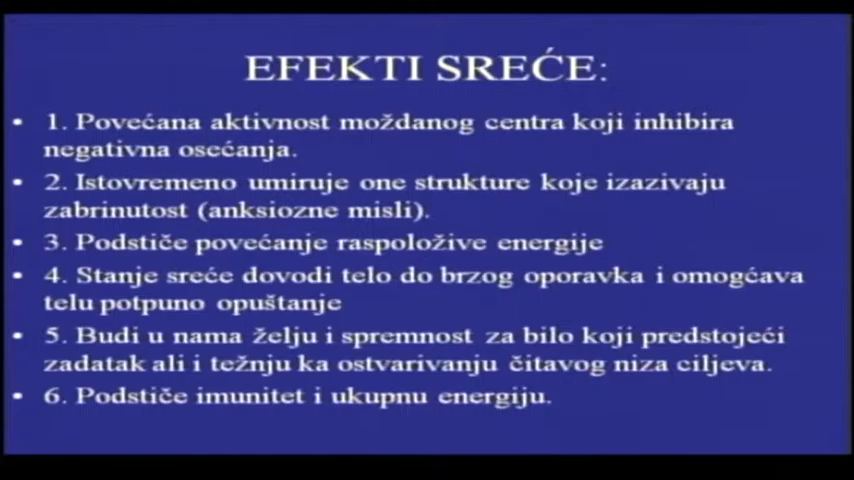 EFEKTI SREĆE:
• 1. Povećana aktivnost moždanog centra koji inhibira
negativna osećanja.
• 2. Istovremeno umiruje one strukture koje izazivaju
zabrinutost (anksiozne misli).
• 3. Podstiče povećanje raspoložive energije
• 4. Stanje sreće dovodi telo do brzog oporavka i omogćava
telu potpuno opuštanje
• 5. Budi u nama želju i spremnost za bilo koji predstojeći
zadatak ali i težnju ka ostvarivanju čitavog niza ciljeva.
• 6. Podstiče imunitet i ukupnu energiju.